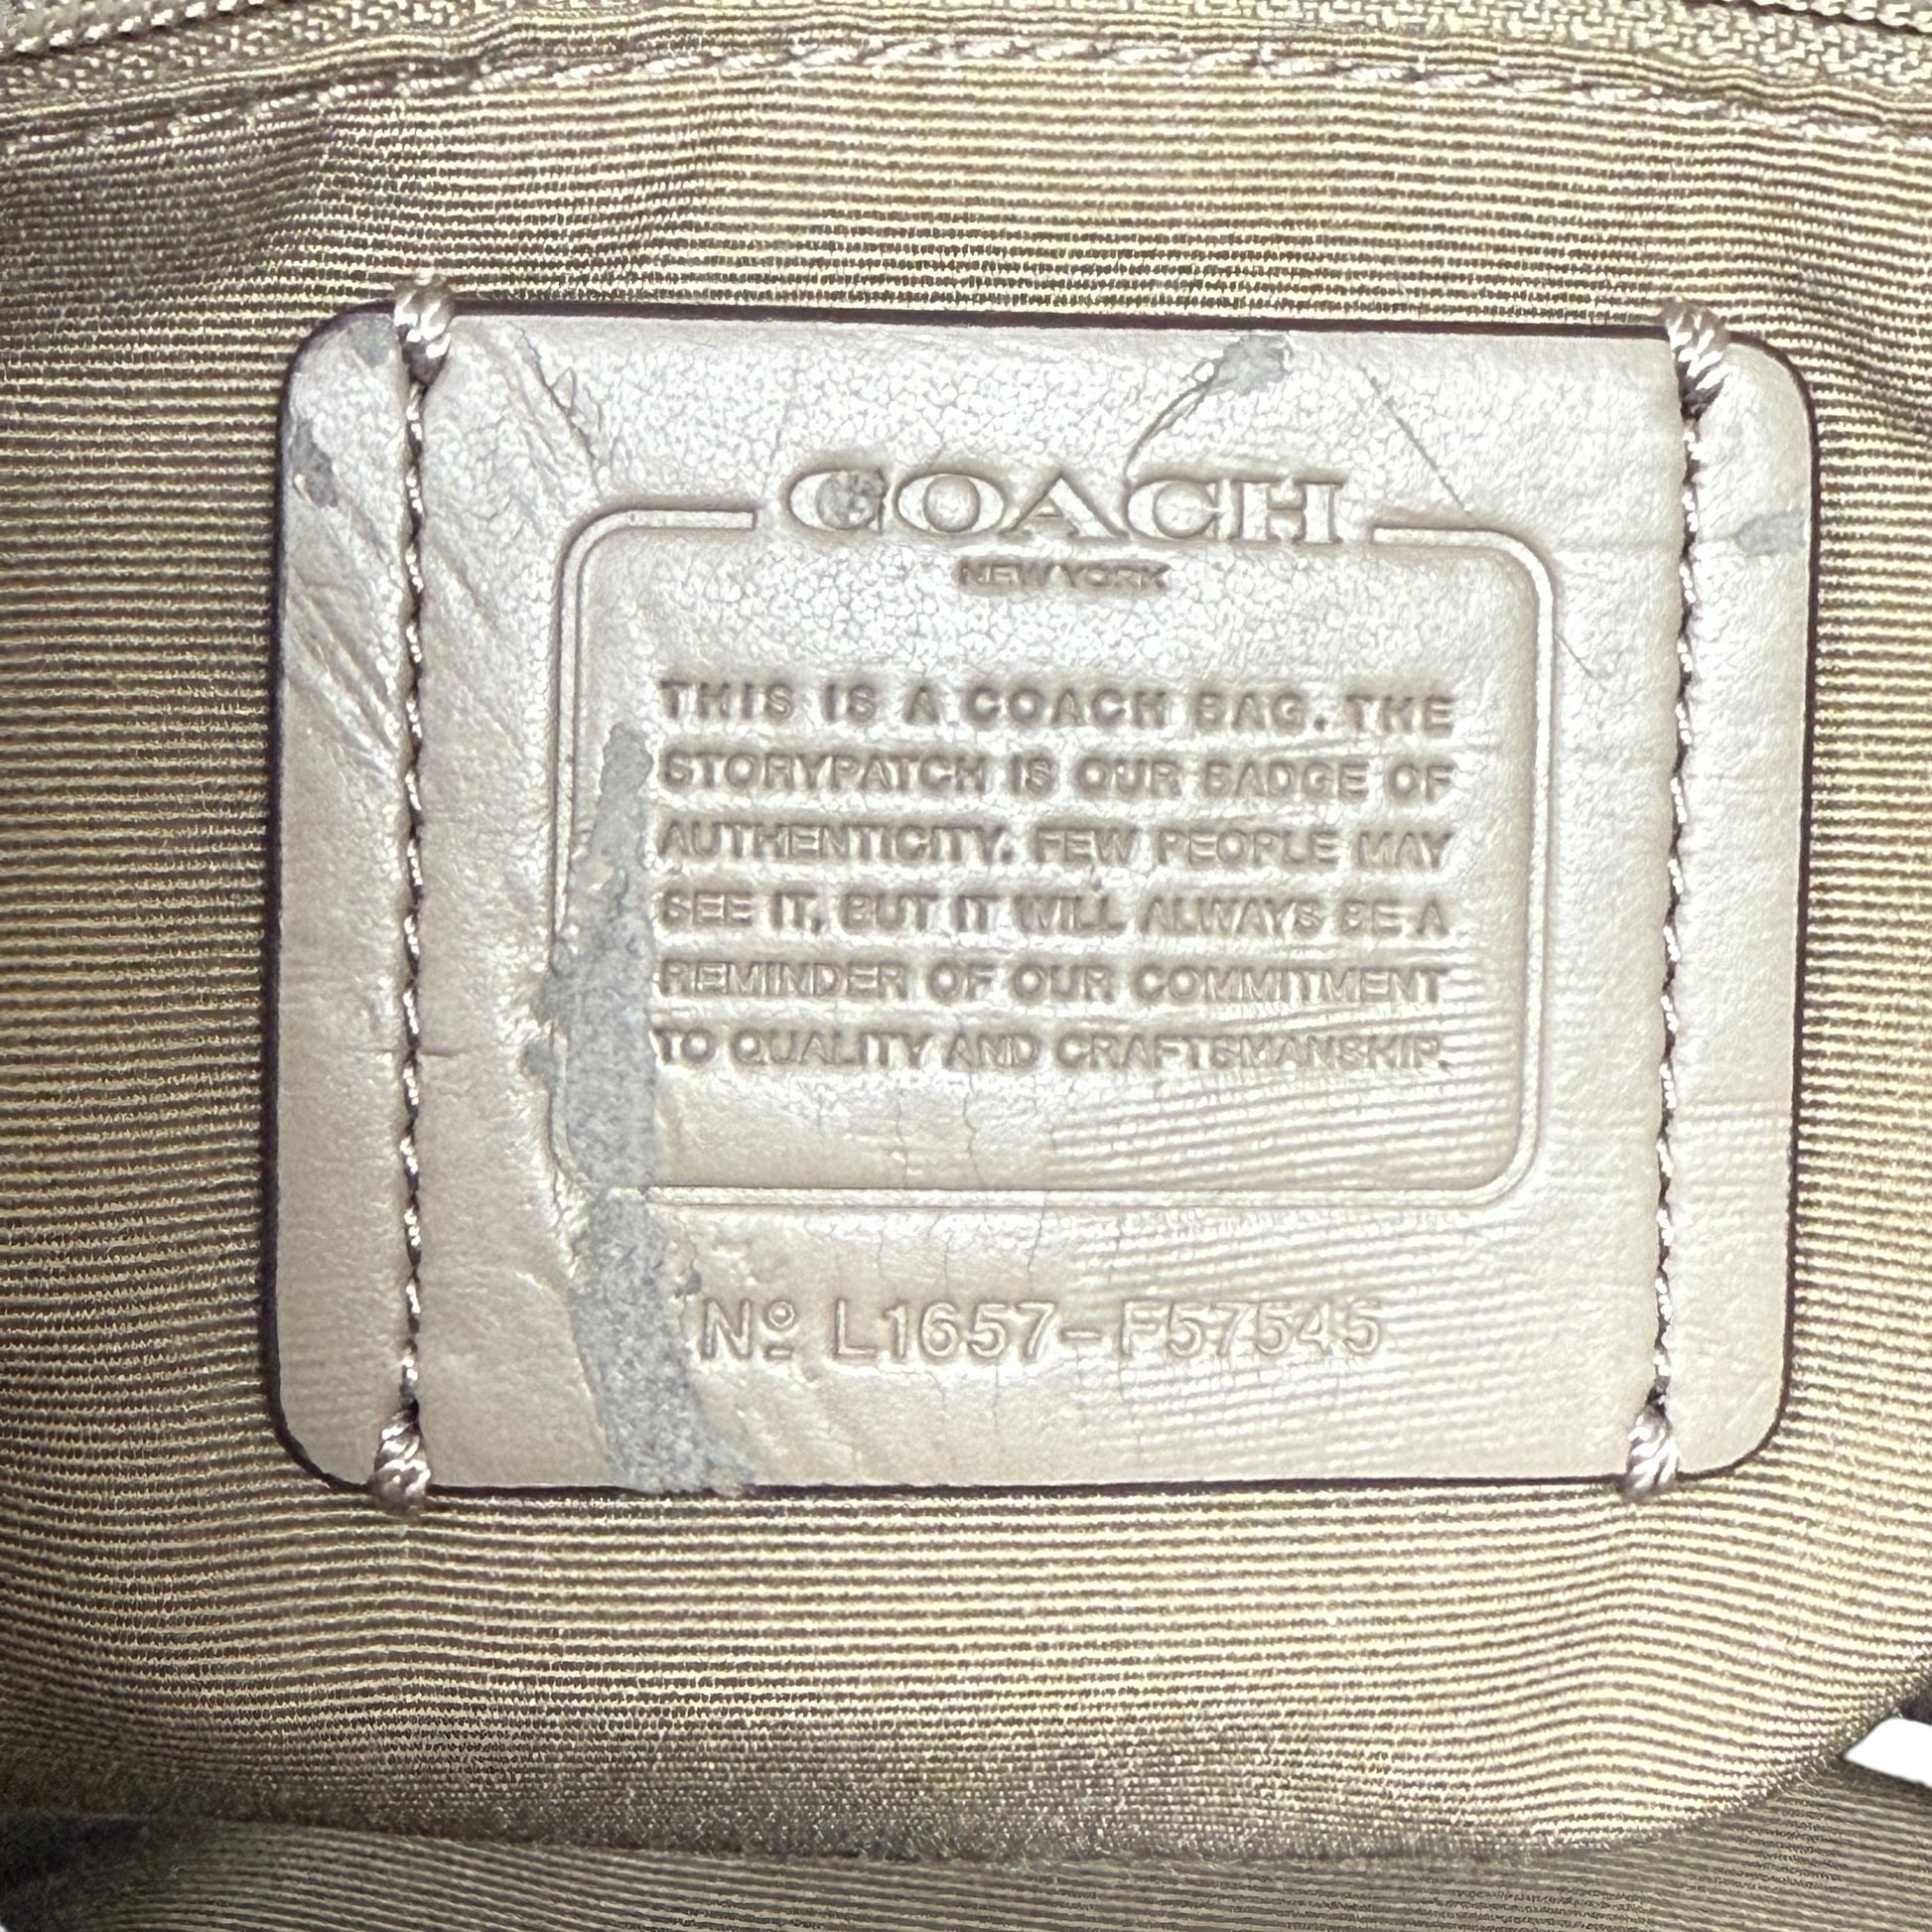 COACH
NEW YORK
THIS IS A COACH BAG. THE
STORYPATCH IS OUR BADGE OF
AUTHENTICITY. FEW PEOPLE MAY
SEE IT, BUT IT WILL ALWAYS BE A
REMINDER OF OUR COMMITMENT
TO QUALITY AND CRAFTSMANSHIP.
Nº L1657-F57545